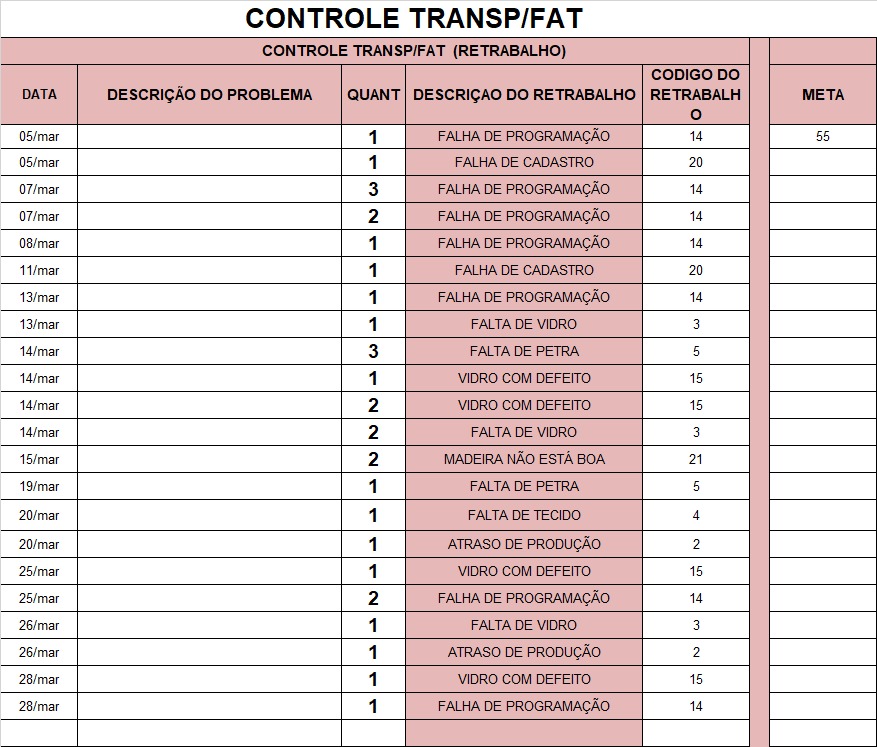 CONTROLE TRANSP/FAT
CONTROLE TRANSP/FAT (RETRABALHO)
DATA DESCRIÇÃO DO PROBLEMA QUANT DESCRIÇAO DO RETRABALHO CODIGO DO RETRABALH O META
05/mar 1 FALHA DE PROGRAMAÇÃO 14 55
05/mar 1 FALHA DE CADASTRO 20
07/mar 3 FALHA DE PROGRAMAÇÃO 14
07/mar 2 FALHA DE PROGRAMAÇÃO 14
08/mar 1 FALHA DE PROGRAMAÇÃO 14
11/mar 1 FALHA DE CADASTRO 20
13/mar 1 FALHA DE PROGRAMAÇÃO 14
13/mar 1 FALTA DE VIDRO 3
14/mar 3 FALTA DE PETRA 5
14/mar 1 VIDRO COM DEFEITO 15
14/mar 2 VIDRO COM DEFEITO 15
14/mar 2 FALTA DE VIDRO 3
15/mar 2 MADEIRA NÃO ESTÁ BOA 21
19/mar 1 FALTA DE PETRA 5
20/mar 1 FALTA DE TECIDO 4
20/mar 1 ATRASO DE PRODUÇÃO 2
25/mar 1 VIDRO COM DEFEITO 15
25/mar 2 FALHA DE PROGRAMAÇÃO 14
26/mar 1 FALTA DE VIDRO 3
26/mar 1 ATRASO DE PRODUÇÃO 2
28/mar 1 VIDRO COM DEFEITO 15
28/mar 1 FALHA DE PROGRAMAÇÃO 14